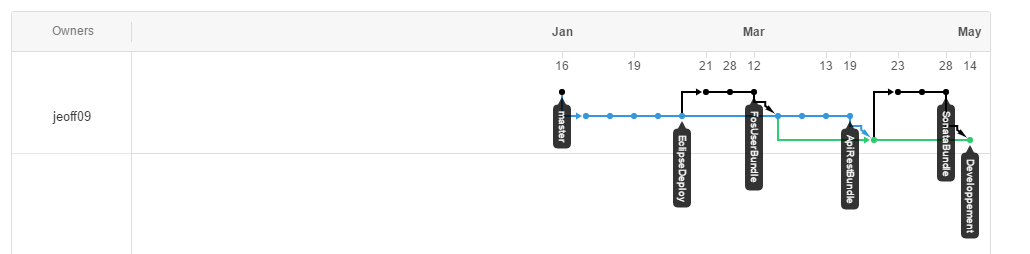 Owners Jan Mar May
16 19 21 28 12 13 19 23 28 14
jeoff09
master
EclipseDeploy
FosUserBundle
ApiRestBundle
SonataBundle
Developpement